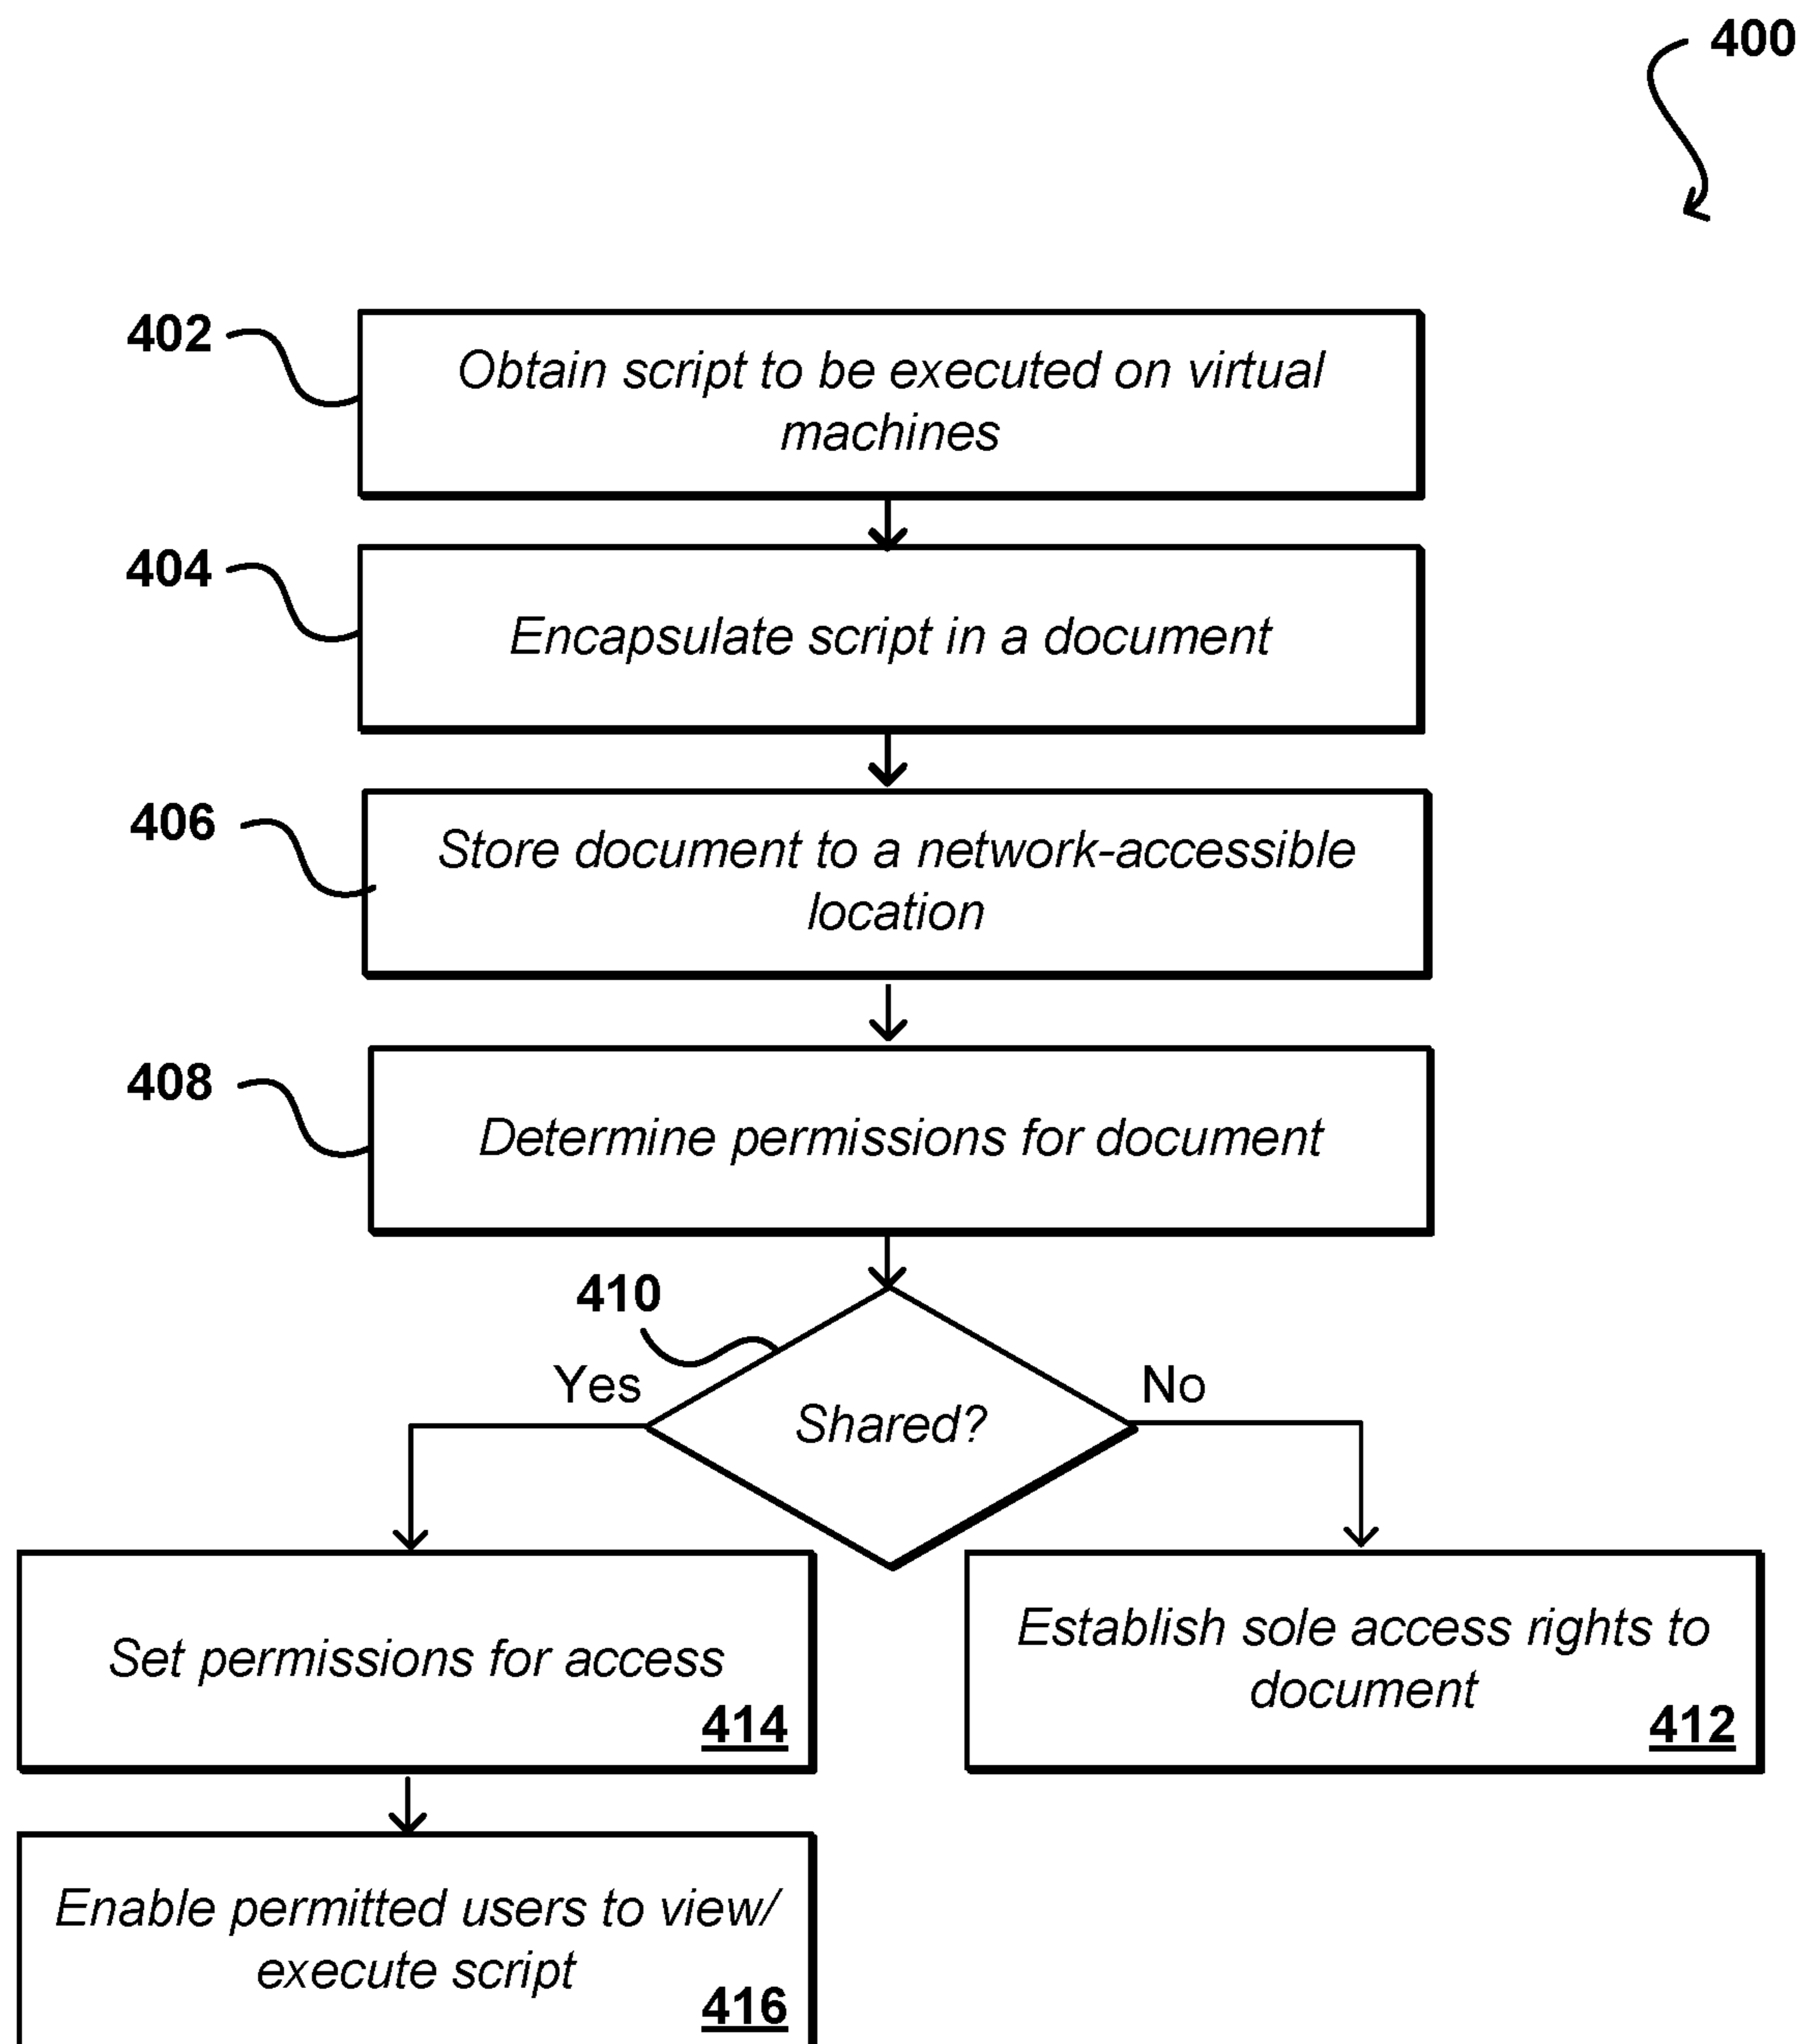 400
402
Obtain script to be executed on virtual
machines
404
Encapsulate script in a document
406
Store document to a network-accessible
location
408
Determine permissions for document
410
Yes
No
Shared?
Set permissions for access
414
Establish sole access rights to
document
412
Enable permitted users to view/
execute script
416